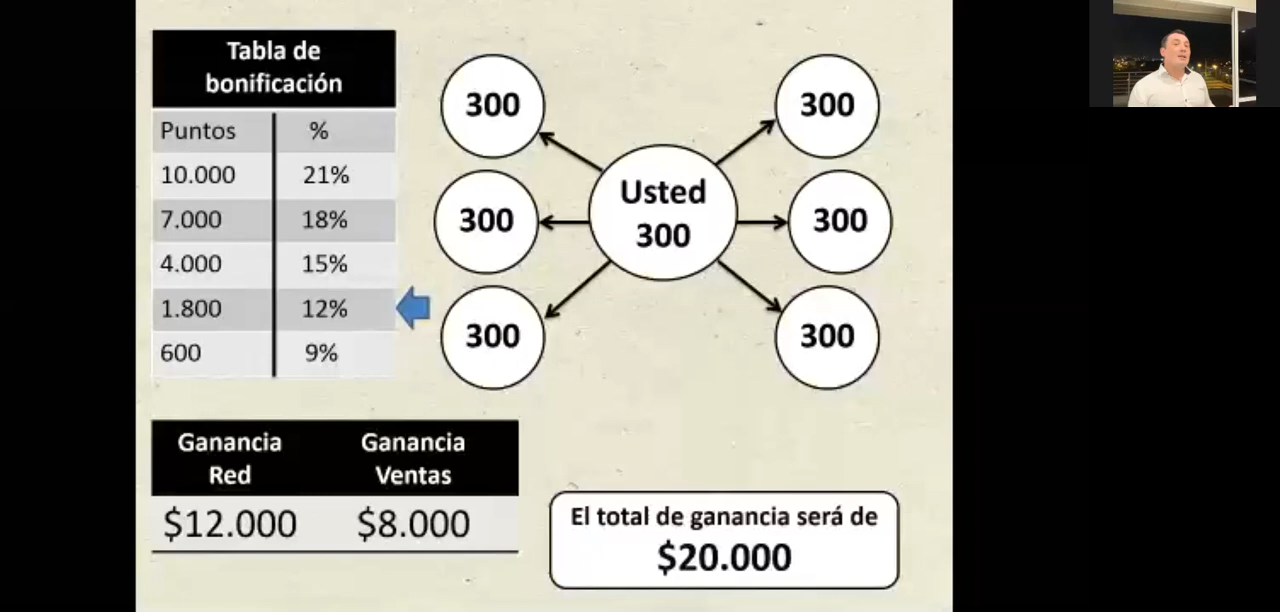 Tabla de
bonificación
Puntos %
10.000 21%
7.000 18%
4.000 15%
1.800 12%
600 9%
300
300
300
Usted
300
300
300
300
Ganancia Ganancia
Red Ventas
$12.000 $8.000
El total de ganancia será de
$20.000